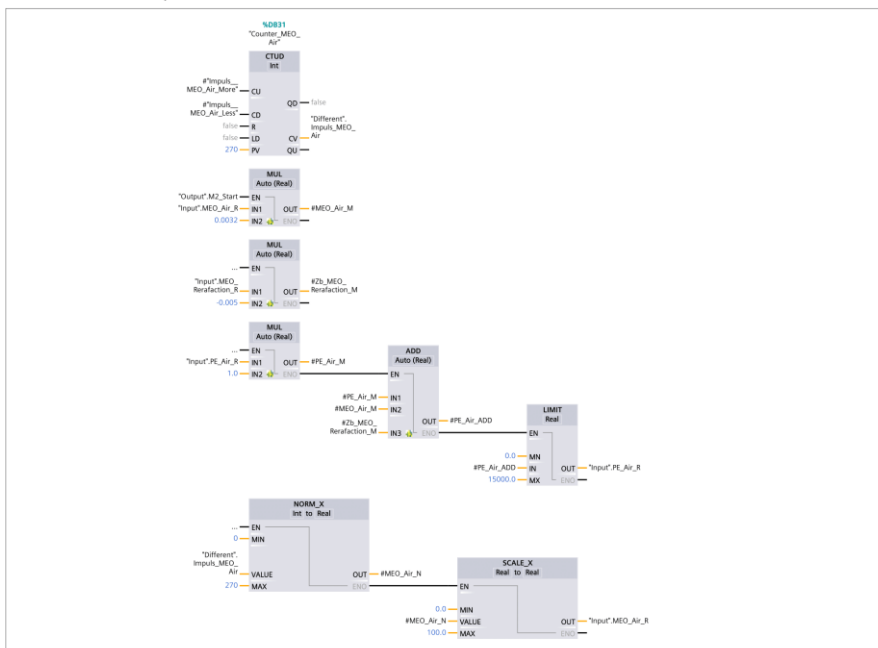 %DB31
"Counter_MEO_
Air"
CTUD
Int
#"Impuls__
MEO_Air_More" CU
QD false
#"Impuls__
MEO_Air_Less" CD
"Different".
Impuls_MEO_
Air
false R
false LD CV
270 PV QU
MUL
Auto (Real)
"Output".M2_Start EN
"Input".MEO_Air_R IN1 OUT #MEO_Air_M
0.0032 IN2 ENO
MUL
Auto (Real)
... EN
"Input".MEO_
Rerafaction_R IN1
#Zb_MEO_
OUT Rerafaction_M
-0.005 IN2 ENO
MUL
Auto (Real)
... EN
"Input".PE_Air_R IN1 OUT #PE_Air_M
1.0 IN2 ENO
ADD
Auto (Real)
EN
#PE_Air_M IN1
#MEO_Air_M IN2
OUT #PE_Air_ADD
#Zb_MEO_
Rerafaction_M IN3 ENO
LIMIT
Real
EN
0.0 MN
#PE_Air_ADD IN OUT "Input".PE_Air_R
15000.0 MX ENO
NORM_X
Int to Real
... EN
0 MIN
"Different".
Impuls_MEO_
Air VALUE OUT #MEO_Air_N
270 MAX ENO
SCALE_X
Real to Real
EN
0.0 MIN
#MEO_Air_N VALUE OUT "Input".MEO_Air_R
100.0 MAX ENO